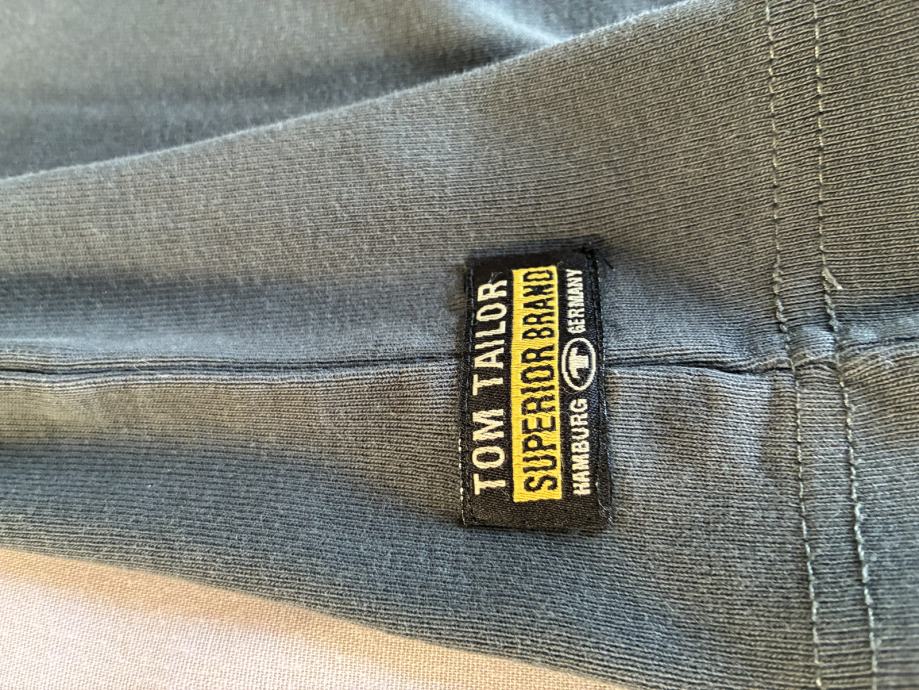 TOM TAILOR
SUPERIOR BRAND
HAMBURG T GERMANY